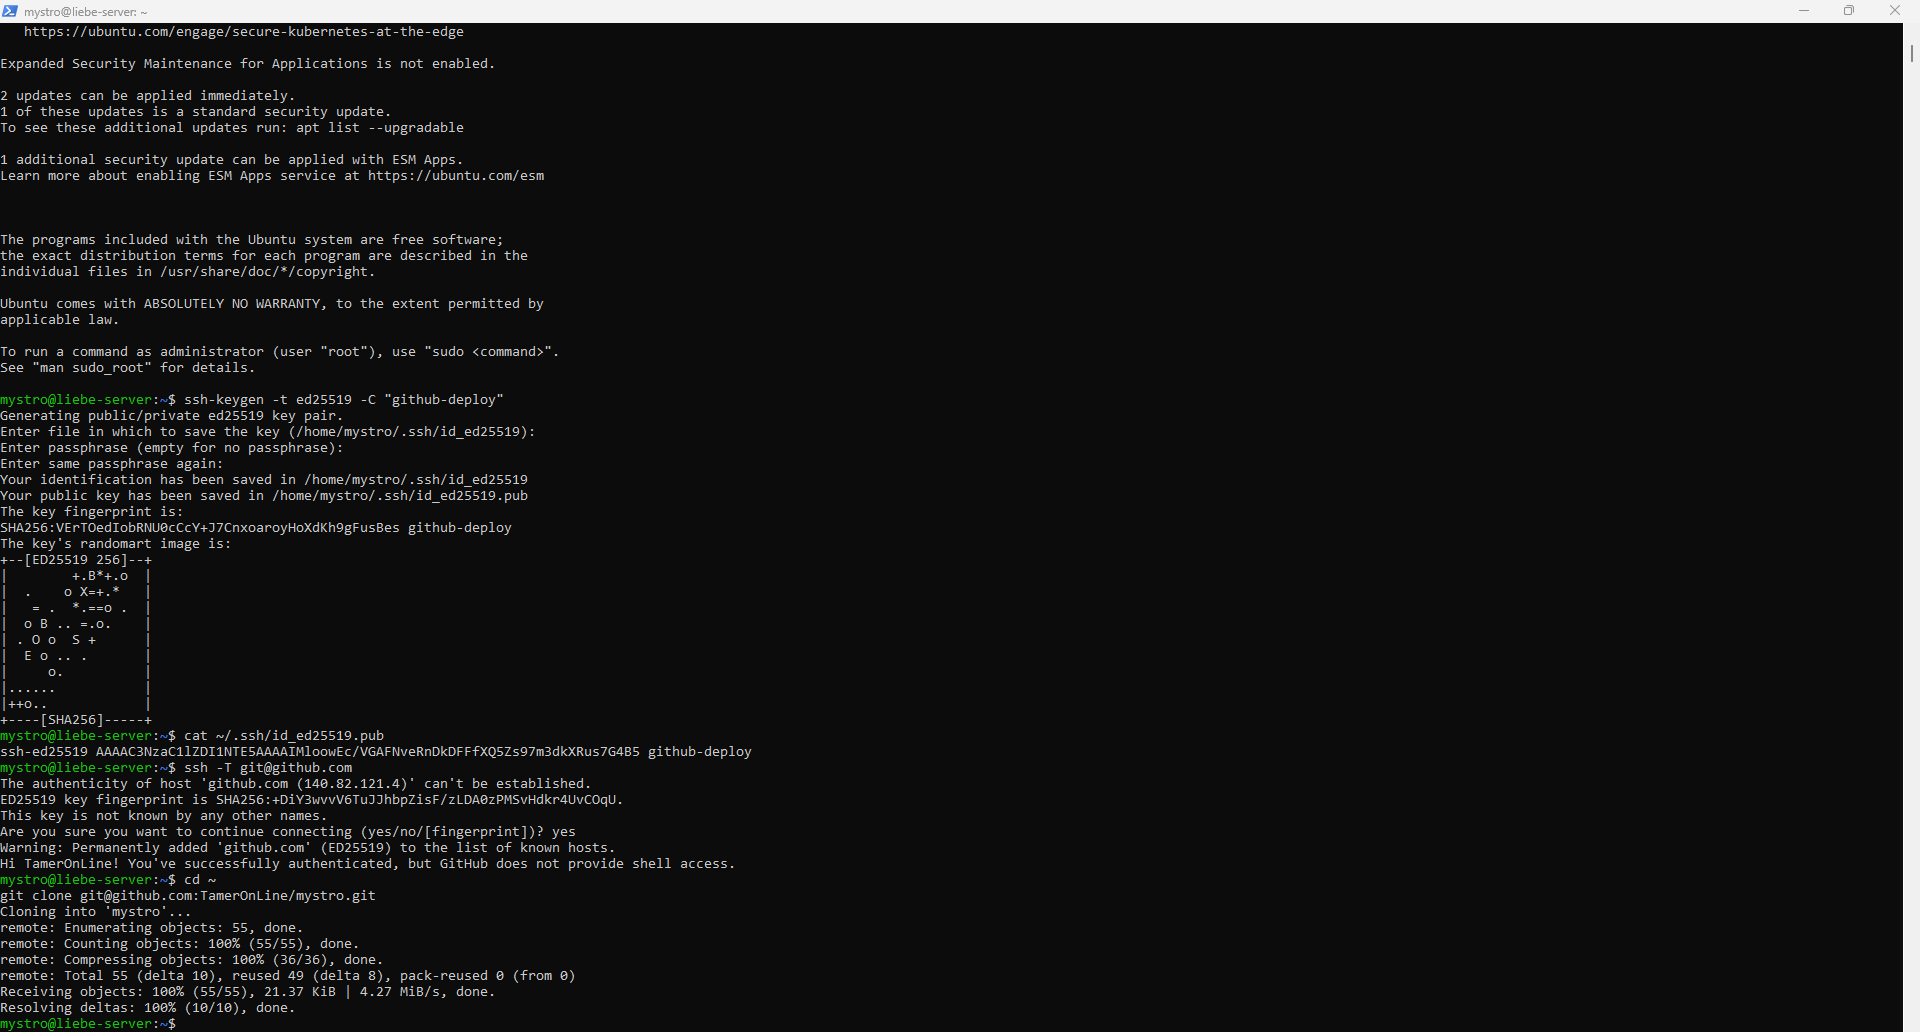 mystro@liebe-server: ~
https://ubuntu.com/engage/secure-kubernetes-at-the-edge
Expanded Security Maintenance for Applications is not enabled.
2 updates can be applied immediately.
1 of these updates is a standard security update.
To see these additional updates run: apt list --upgradable
1 additional security update can be applied with ESM Apps.
Learn more about enabling ESM Apps service at https://ubuntu.com/esm
The programs included with the Ubuntu system are free software;
the exact distribution terms for each program are described in the
individual files in /usr/share/doc/*/copyright.
Ubuntu comes with ABSOLUTELY NO WARRANTY, to the extent permitted by
applicable law.
To run a command as administrator (user "root"), use "sudo <command>".
See "man sudo_root" for details.
mystro@liebe-server:~$ ssh-keygen -t ed25519 -C "github-deploy"
Generating public/private ed25519 key pair.
Enter file in which to save the key (/home/mystro/.ssh/id_ed25519):
Enter passphrase (empty for no passphrase):
Enter same passphrase again:
Your identification has been saved in /home/mystro/.ssh/id_ed25519
Your public key has been saved in /home/mystro/.ssh/id_ed25519.pub
The key fingerprint is:
SHA256:VErTOedIobRNU0cCcY+J7CnxoaroyHoXdKh9gFusBes github-deploy
The key's randomart image is:
+--[ED25519 256]--+
|        +.B*+.o  |
|  .    o X=+.*   |
|   = .  *.==o .  |
|  o B .. =.o.    |
| . O o  S +      |
|  E o .. .       |
|     o.          |
|......           |
|++o..            |
+----[SHA256]-----+
mystro@liebe-server:~$ cat ~/.ssh/id_ed25519.pub
ssh-ed25519 AAAAC3NzaC1lZDI1NTE5AAAAIMloowEc/VGAFNveRnDkDFFfXQ5Zs97m3dkXRus7G4B5 github-deploy
mystro@liebe-server:~$ ssh -T git@github.com
The authenticity of host 'github.com (140.82.121.4)' can't be established.
ED25519 key fingerprint is SHA256:+DiY3wvvV6TuJJhbpZisF/zLDA0zPMSvHdkr4UvCOqU.
This key is not known by any other names.
Are you sure you want to continue connecting (yes/no/[fingerprint])? yes
Warning: Permanently added 'github.com' (ED25519) to the list of known hosts.
Hi TamerOnLine! You've successfully authenticated, but GitHub does not provide shell access.
mystro@liebe-server:~$ cd ~
git clone git@github.com:TamerOnLine/mystro.git
Cloning into 'mystro'...
remote: Enumerating objects: 55, done.
remote: Counting objects: 100% (55/55), done.
remote: Compressing objects: 100% (36/36), done.
remote: Total 55 (delta 10), reused 49 (delta 8), pack-reused 0 (from 0)
Receiving objects: 100% (55/55), 21.37 KiB | 4.27 MiB/s, done.
Resolving deltas: 100% (10/10), done.
mystro@liebe-server:~$